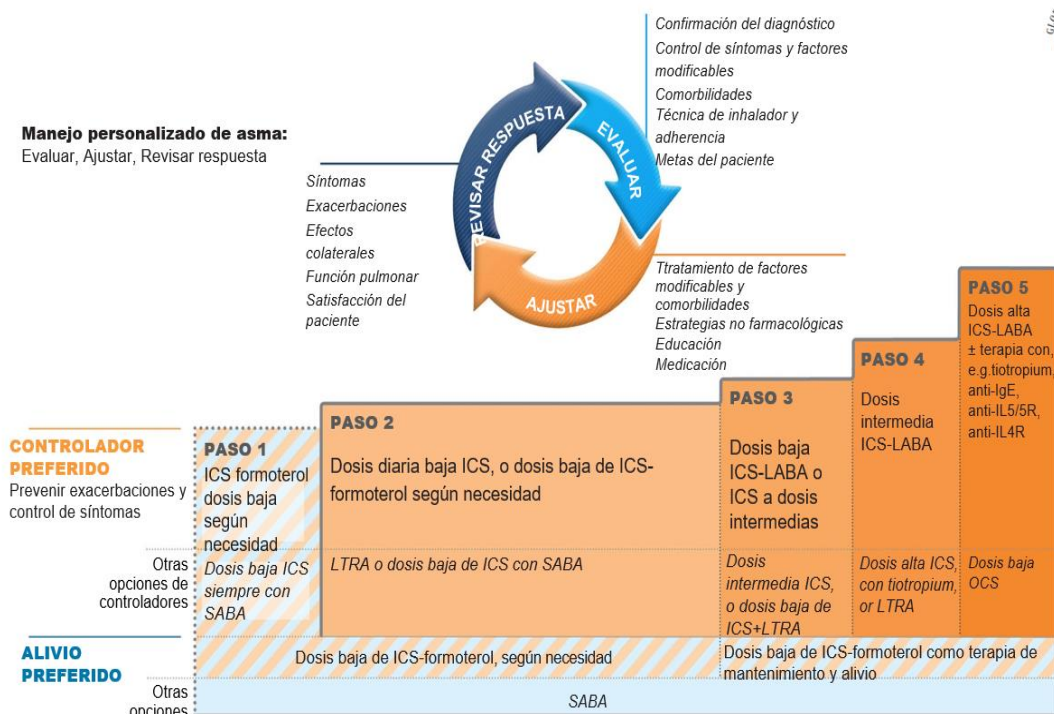 Confirmación del diagnóstico
Control de síntomas y factores
modificables
Comorbilidades
Técnica de inhalador y
adherencia
Metas del paciente
Manejo personalizado de asma:
Evaluar, Ajustar, Revisar respuesta
REVISAR RESPUESTA
EVALUAR
AJUSTAR
Síntomas
Exacerbaciones
Efectos
colaterales
Función pulmonar
Satisfacción del
paciente
Ttratamiento de factores
modificables y
comorbilidades
Estrategias no farmacológicas
Educación
Medicación
CONTROLADOR
PREFERIDO
Prevenir exacerbaciones y
control de síntomas
PASO 1
ICS formoterol
dosis baja
según
necesidad
PASO 2
Dosis diaria baja ICS, o dosis baja de ICS-
formoterol según necesidad
PASO 3
Dosis baja
ICS-LABA o
ICS a dosis
intermedias
PASO 4
Dosis
intermedia
ICS-LABA
PASO 5
Dosis alta
ICS-LABA
± terapia con,
e.g.tiotropium,
anti-IgE,
anti-IL5/5R,
anti-IL4R
Otras
opciones de
controladores
Dosis baja ICS
siempre con
SABA
LTRA o dosis baja de ICS con SABA
Dosis
intermedia ICS,
o dosis baja de
ICS+LTRA
Dosis alta ICS,
con tiotropium,
or LTRA
Dosis baja
OCS
ALIVIO
PREFERIDO
Dosis baja de ICS-formoterol, según necesidad
Dosis baja de ICS-formoterol como terapia de
mantenimiento y alivio
Otras
opciones
SABA